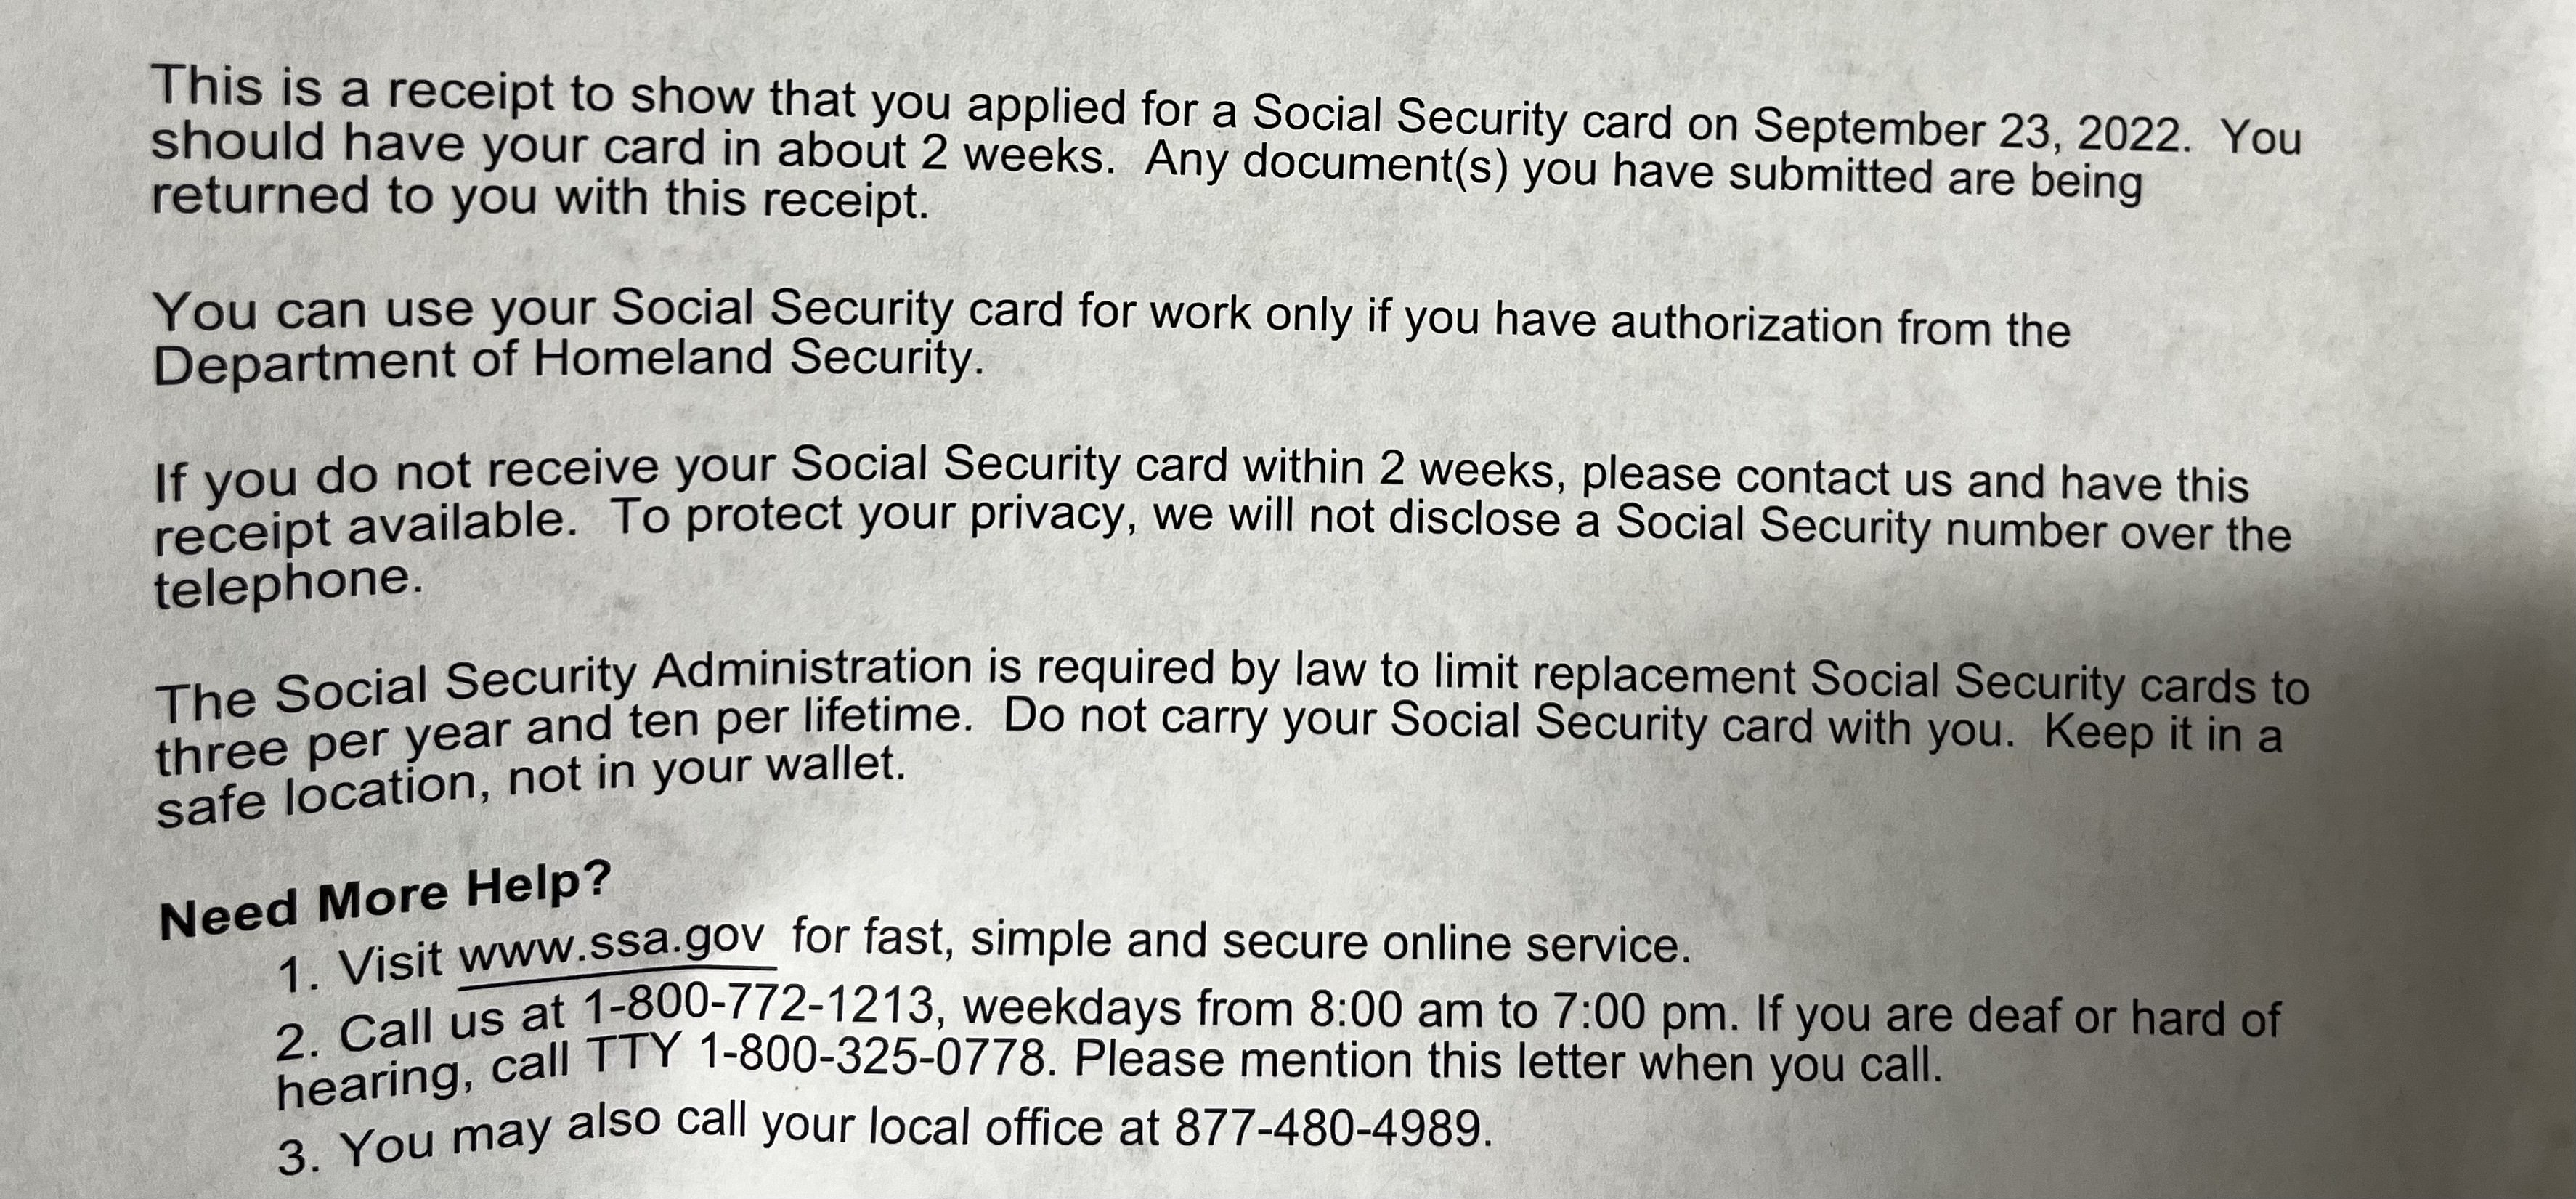 This is a receipt to show that you applied for a Social Security card on September 23, 2022.  You
should have your card in about 2 weeks.  Any document(s) you have submitted are being
returned to you with this receipt.
You can use your Social Security card for work only if you have authorization from the
Department of Homeland Security.
If you do not receive your Social Security card within 2 weeks, please contact us and have this
receipt available.  To protect your privacy, we will not disclose a Social Security number over the
telephone.
The Social Security Administration is required by law to limit replacement Social Security cards to
three per year and ten per lifetime.  Do not carry your Social Security card with you.  Keep it in a
safe location, not in your wallet.
Need More Help?
1. Visit www.ssa.gov for fast, simple and secure online service.
2. Call us at 1-800-772-1213, weekdays from 8:00 am to 7:00 pm. If you are deaf or hard of
hearing, call TTY 1-800-325-0778. Please mention this letter when you call.
3. You may also call your local office at 877-480-4989.